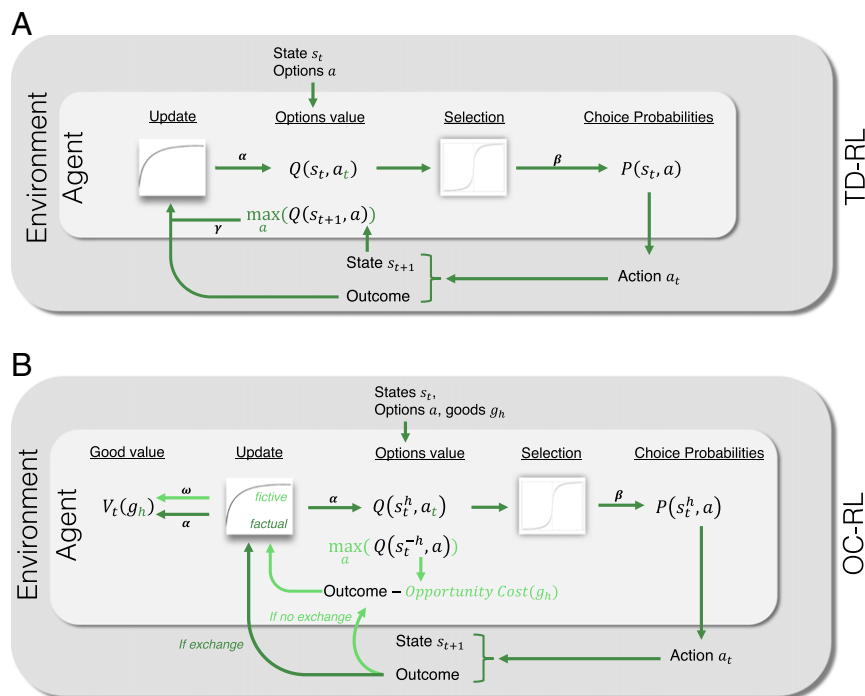 A
State s_t
Options a
Update
Options value
Selection
Choice Probabilities
α
Q(s_t, a_t)
β
P(s_t, a)
max_a(Q(s_{t+1}, a))
γ
State s_{t+1}
Outcome
Action a_t
Environment
Agent
TD-RL
B
States s_t,
Options a, goods g_h
Good value
Update
Options value
Selection
Choice Probabilities
V_t(g_h)
ω
α
fictive
factual
α
Q(s_t^h, a_t)
β
P(s_t^h, a)
max_a( Q(s_t^{-h}, a))
Outcome – Opportunity Cost(g_h)
If no exchange
If exchange
State s_{t+1}
Outcome
Action a_t
Environment
Agent
OC-RL